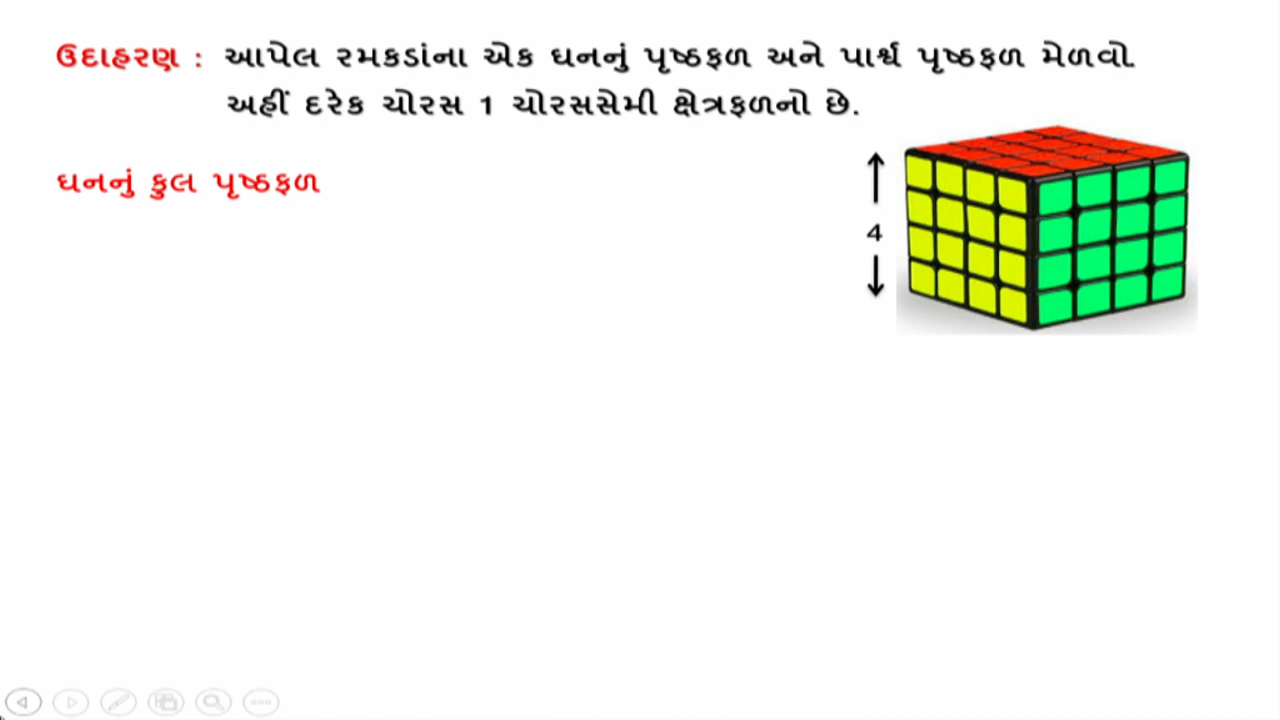 ઉદાહરણ : આપેલ રમકડાંના એક ઘનનું પૃષ્ઠફળ અને પાર્શ્વ પૃષ્ઠફળ મેળવો.
અહીં દરેક ચોરસ 1 ચોરસસેમી ક્ષેત્રફળનો છે.
ઘનનું કુલ પૃષ્ઠફળ
4